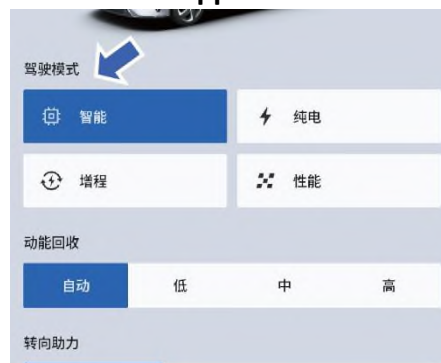 驾驶模式
智能 纯电
增程 性能
动能回收
自动 低 中 高
转向助力